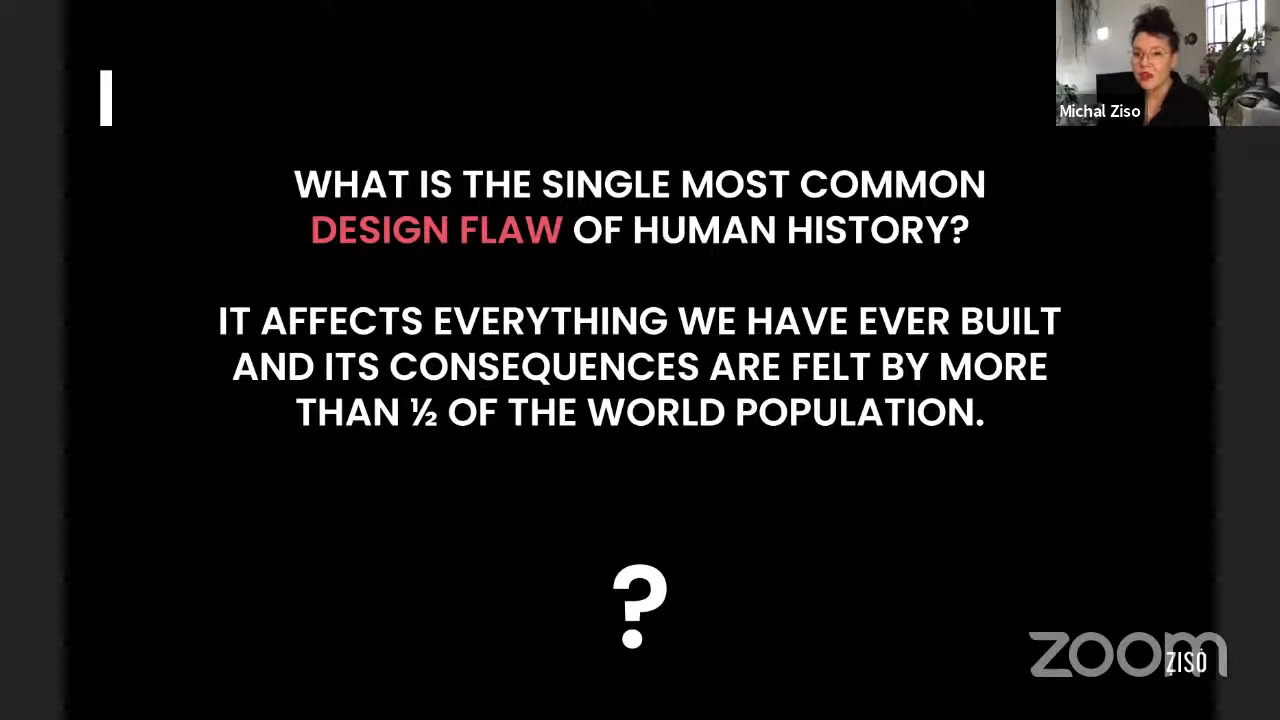 Michal Ziso
WHAT IS THE SINGLE MOST COMMON
DESIGN FLAW OF HUMAN HISTORY?
IT AFFECTS EVERYTHING WE HAVE EVER BUILT
AND ITS CONSEQUENCES ARE FELT BY MORE
THAN ½ OF THE WORLD POPULATION.
?
zoom
ZISO